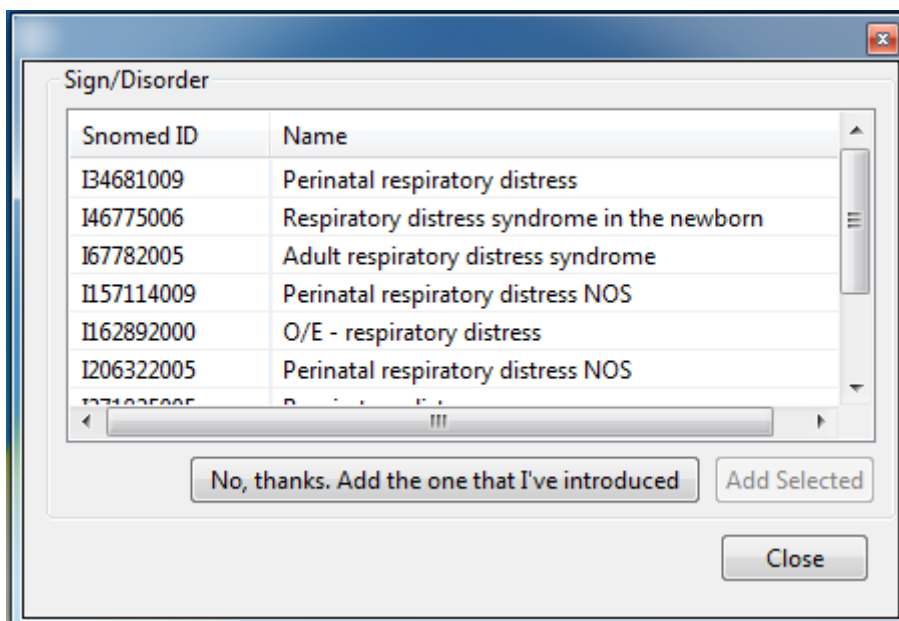 Sign/Disorder
Snomed ID Name
I34681009 Perinatal respiratory distress
I46775006 Respiratory distress syndrome in the newborn
I67782005 Adult respiratory distress syndrome
I157114009 Perinatal respiratory distress NOS
I162892000 O/E - respiratory distress
I206322005 Perinatal respiratory distress NOS
No, thanks. Add the one that I've introduced Add Selected
Close